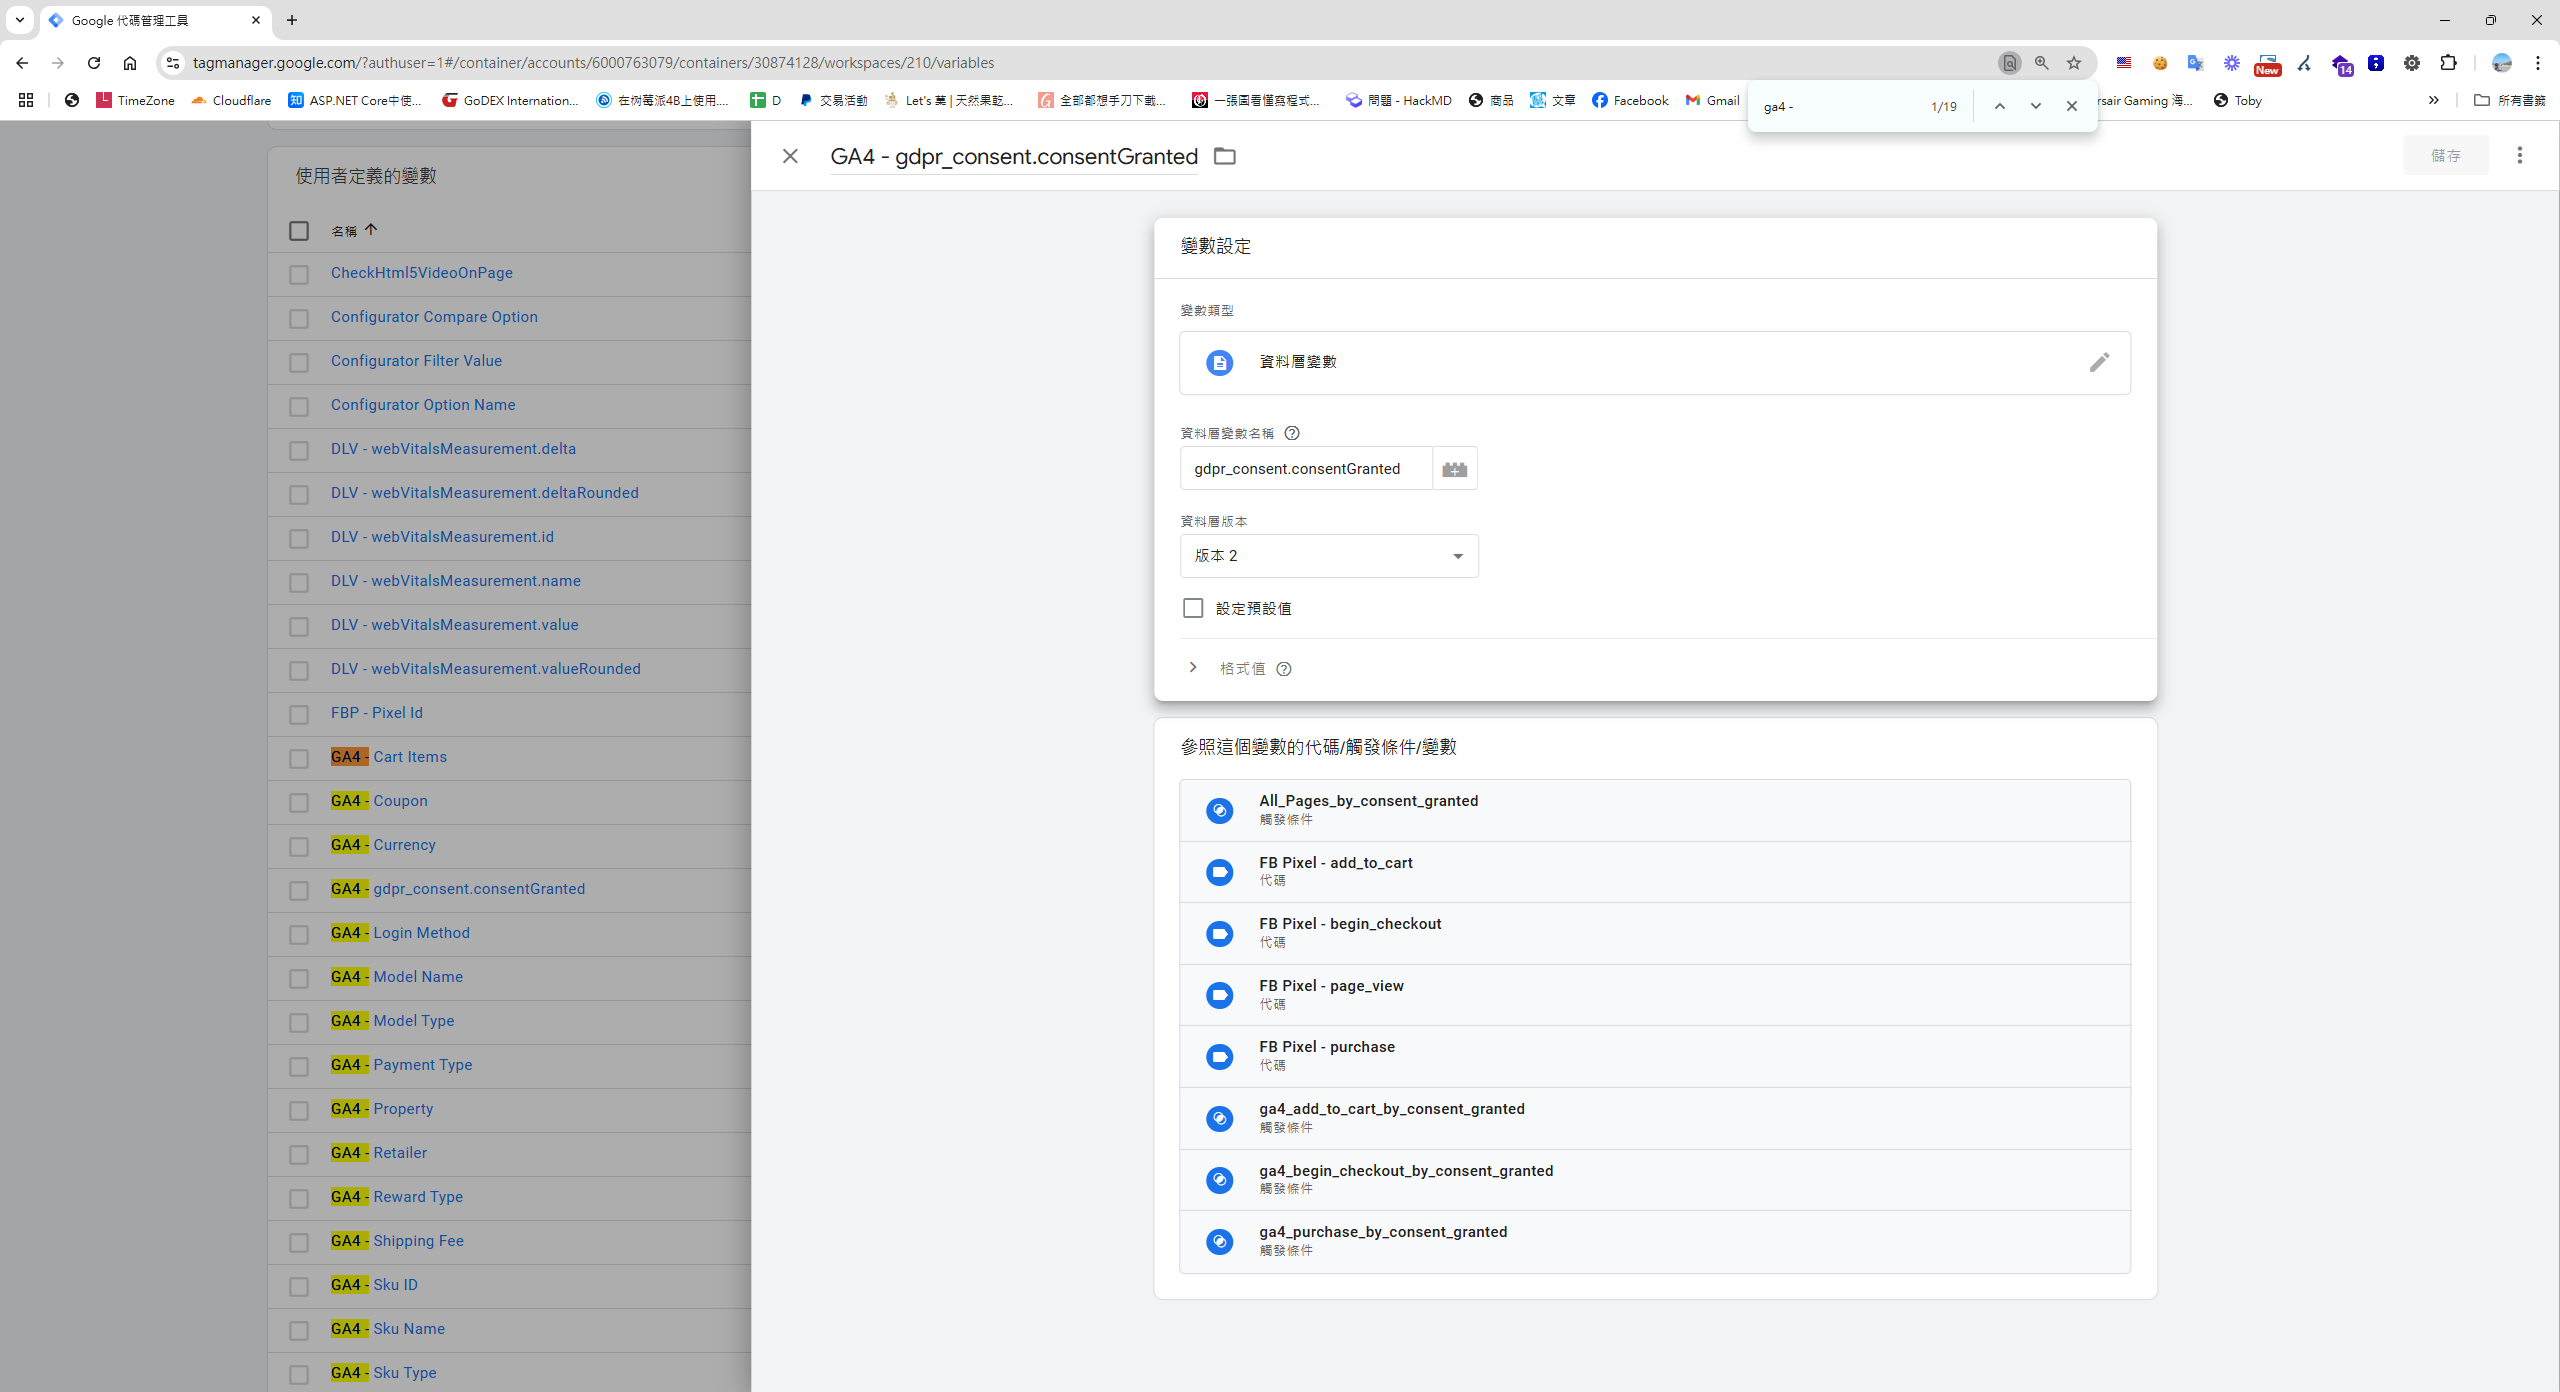 Google 代碼管理工具
tagmanager.google.com/?authuser=1#/container/accounts/6000763079/containers/30874128/workspaces/210/variables
New
14
TimeZone
Cloudflare
ASP.NET Core中使...
GoDEX Internation...
在树莓派4B上使用....
D
交易活動
Let's 菓 | 天然果乾...
全部都想手刀下載...
一張圖看懂寫程式...
問題 - HackMD
商品
文章
Facebook
Gmail
rsair Gaming 海...
Toby
所有書籤
ga4 -
1/19
使用者定義的變數
名稱
CheckHtml5VideoOnPage
Configurator Compare Option
Configurator Filter Value
Configurator Option Name
DLV - webVitalsMeasurement.delta
DLV - webVitalsMeasurement.deltaRounded
DLV - webVitalsMeasurement.id
DLV - webVitalsMeasurement.name
DLV - webVitalsMeasurement.value
DLV - webVitalsMeasurement.valueRounded
FBP - Pixel Id
GA4 - Cart Items
GA4 - Coupon
GA4 - Currency
GA4 - gdpr_consent.consentGranted
GA4 - Login Method
GA4 - Model Name
GA4 - Model Type
GA4 - Payment Type
GA4 - Property
GA4 - Retailer
GA4 - Reward Type
GA4 - Shipping Fee
GA4 - Sku ID
GA4 - Sku Name
GA4 - Sku Type
GA4 - gdpr_consent.consentGranted
儲存
變數設定
變數類型
資料層變數
資料層變數名稱
gdpr_consent.consentGranted
資料層版本
版本 2
設定預設值
格式值
參照這個變數的代碼/觸發條件/變數
All_Pages_by_consent_granted
觸發條件
FB Pixel - add_to_cart
代碼
FB Pixel - begin_checkout
代碼
FB Pixel - page_view
代碼
FB Pixel - purchase
代碼
ga4_add_to_cart_by_consent_granted
觸發條件
ga4_begin_checkout_by_consent_granted
觸發條件
ga4_purchase_by_consent_granted
觸發條件